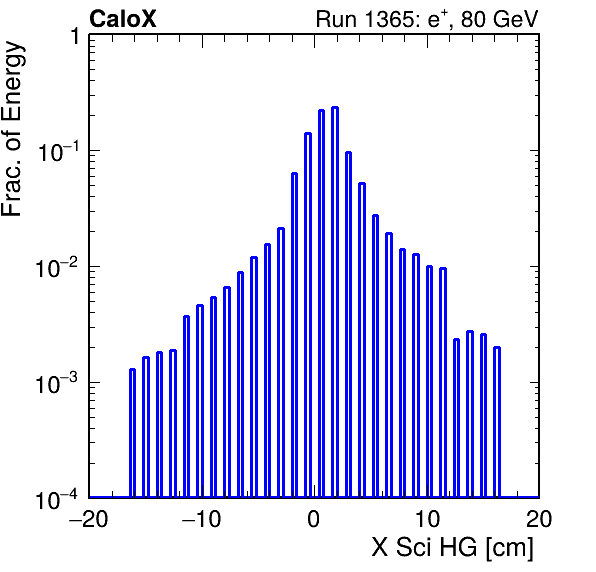 CaloX Run 1365: e⁺, 80 GeV
Frac. of Energy
1
10⁻¹
10⁻²
10⁻³
10⁻⁴
−20 −10 0 10 20
X Sci HG [cm]